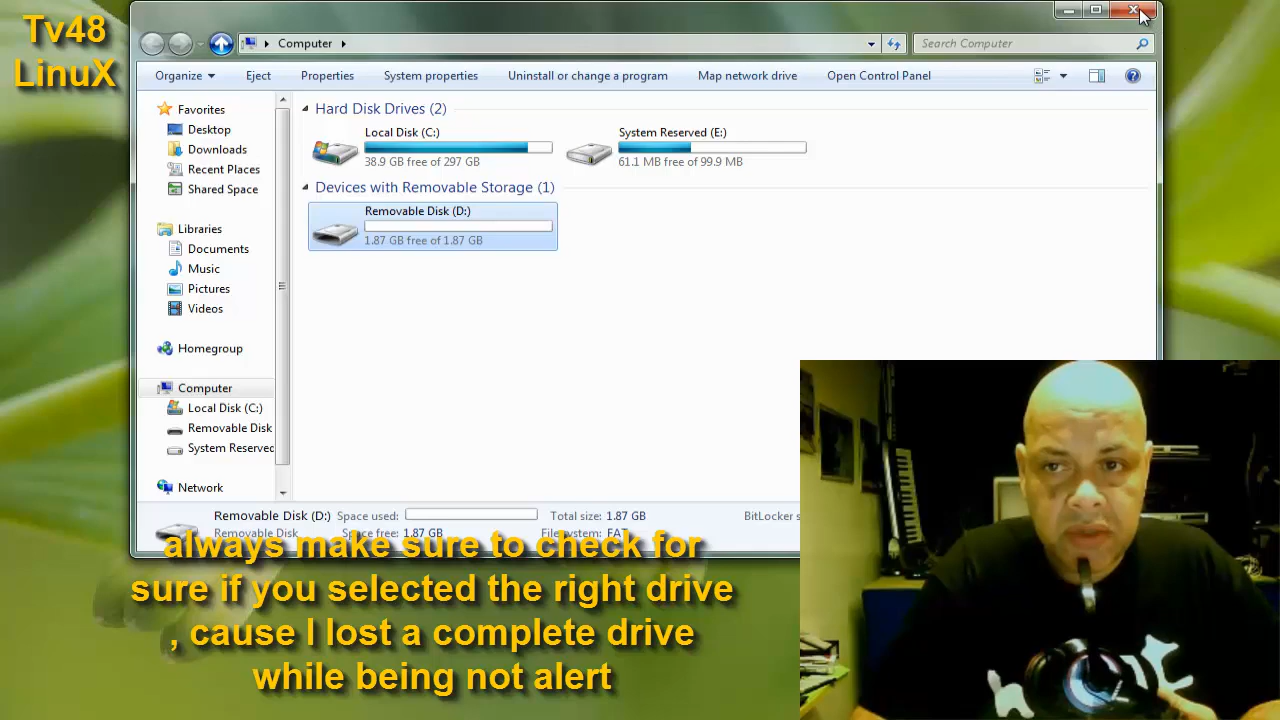 Tv48
LinuX
Computer
Search Computer
Organize Eject Properties System properties Uninstall or change a program Map network drive Open Control Panel
Favorites
Desktop
Downloads
Recent Places
Shared Space
Libraries
Documents
Music
Pictures
Videos
Homegroup
Computer
Local Disk (C:)
Removable Disk
System Reserved
Network
Hard Disk Drives (2)
Local Disk (C:)
38.9 GB free of 297 GB
System Reserved (E:)
61.1 MB free of 99.9 MB
Devices with Removable Storage (1)
Removable Disk (D:)
1.87 GB free of 1.87 GB
Removable Disk (D:) Space used: Total size: 1.87 GB BitLocker s
Removable Disk Space free: 1.87 GB File system: FAT
always make sure to check for
sure if you selected the right drive
, cause I lost a complete drive
while being not alert